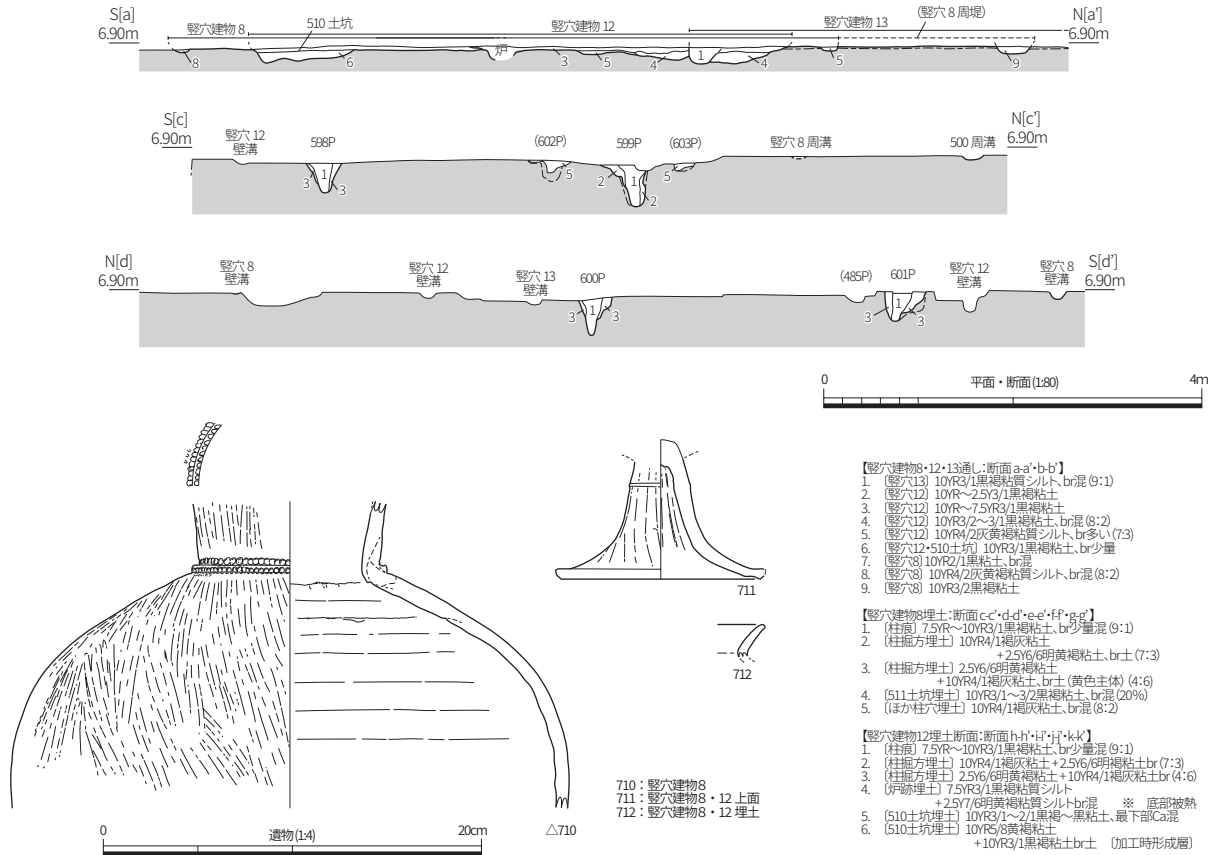 S[a]
6.90m
竪穴建物 8
510 土坑
竪穴建物 12
竪穴建物 13
(竪穴 8 周堤)
N[a']
6.90m
炉
8
6
3
5
4
1
4
5
9
S[c]
6.90m
竪穴 12
壁溝
598P
(602P)
599P
(603P)
竪穴 8 周溝
500 周溝
N[c']
6.90m
3
1
3
5
2
1
2
5
N[d]
6.90m
竪穴 8
壁溝
竪穴 12
壁溝
竪穴 13
壁溝
600P
(485P)
601P
竪穴 12
壁溝
竪穴 8
壁溝
S[d']
6.90m
3
1
3
3
1
3
0
平面・断面(1:80)
4m
【竪穴建物8・12・13通し:断面 a-a'・b-b'】
1. 〔竪穴13〕 10YR3/1黒褐粘質シルト、br混(9:1)
2. 〔竪穴12〕 10YR~2.5Y3/1黒褐粘土
3. 〔竪穴12〕 10YR~7.5YR3/1黒褐粘土
4. 〔竪穴12〕 10YR3/2~3/1黒褐粘土、br混(8:2)
5. 〔竪穴12〕 10YR4/2灰黄褐粘質シルト、br多い(7:3)
6. 〔竪穴12・510土坑〕 10YR3/1黒褐粘土、br少量
7. 〔竪穴8〕 10YR2/1黒粘土、br混
8. 〔竪穴8〕 10YR4/2灰黄褐粘質シルト、br混(8:2)
9. 〔竪穴8〕 10YR3/2黒褐粘土
【竪穴建物8埋土:断面 c-c'・d-d'・e-e'・f-f'・g-g'】
1. 〔柱痕〕 7.5YR~10YR3/1黒褐粘土、br少量混(9:1)
2. 〔柱掘方埋土〕 10YR4/1褐灰粘土
+2.5Y6/6明黄褐粘土、br土(7:3)
3. 〔柱掘方埋土〕 2.5Y6/6明黄褐粘土
+10YR4/1褐灰粘土、br土(黄色主体)(4:6)
4. 〔511土坑埋土〕 10YR3/1~3/2黒褐粘土、br混(20%)
5. 〔ほか柱穴埋土〕 10YR4/1褐灰粘土、br混(8:2)
【竪穴建物12埋土断面:断面 h-h'・i-i'・j-j'・k-k'】
1. 〔柱痕〕 7.5YR~10YR3/1黒褐粘土、br少量混(9:1)
2. 〔柱掘方埋土〕 10YR4/1褐灰粘土+2.5Y6/6明褐粘土br(7:3)
3. 〔柱掘方埋土〕 2.5Y6/6明黄褐粘土+10YR4/1褐灰粘土br(4:6)
4. 〔炉跡埋土〕 7.5YR3/1黒褐粘質シルト
+2.5Y7/6明黄褐粘質シルトbr混 ※ 底部被熱
5. 〔510土坑埋土〕 10YR3/1~2/1黒褐~黒粘土、最下部Ca混
6. 〔510土坑埋土〕 10YR5/8黄褐粘土
+10YR3/1黒褐粘土br土 〔加工時形成層〕
711
712
710:竪穴建物8
711:竪穴建物8・12 上面
712:竪穴建物8・12 埋土
△710
0
遺物(1:4)
20cm